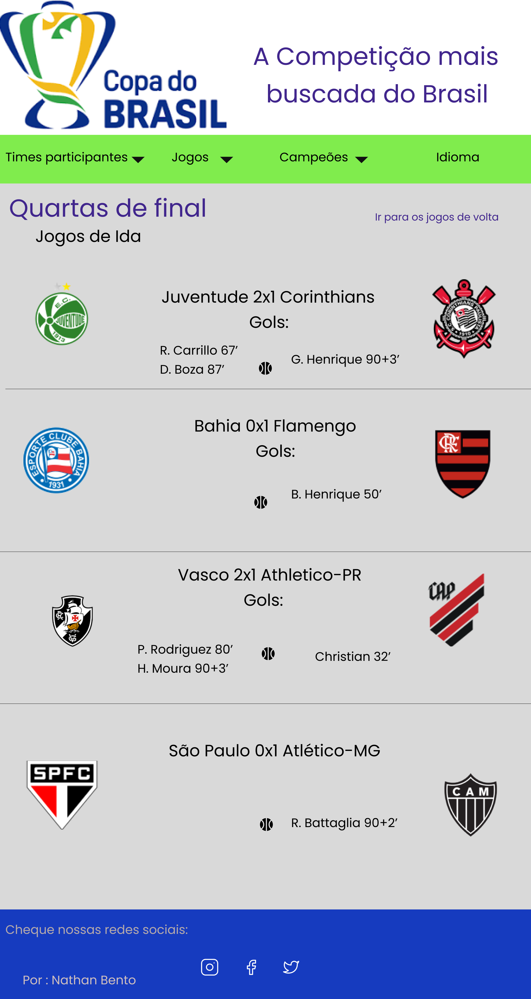 Copa do
BRASIL
A Competição mais
buscada do Brasil
Times participantes
Jogos
Campeões
Idioma
Quartas de final
Ir para os jogos de volta
Jogos de Ida
E.C.
JUVENTUDE
1913
Juventude 2x1 Corinthians
Gols:
R. Carrillo 67’
D. Boza 87’
G. Henrique 90+3’
S.C. CORINTHIANS PAULISTA
1910
ESPORTE CLUBE BAHIA
1931
Bahia 0x1 Flamengo
Gols:
B. Henrique 50’
CRF
Vasco 2x1 Athletico-PR
Gols:
P. Rodriguez 80’
H. Moura 90+3’
Christian 32’
CAP
São Paulo 0x1 Atlético-MG
SPFC
R. Battaglia 90+2’
CAM
Cheque nossas redes sociais:
Por : Nathan Bento